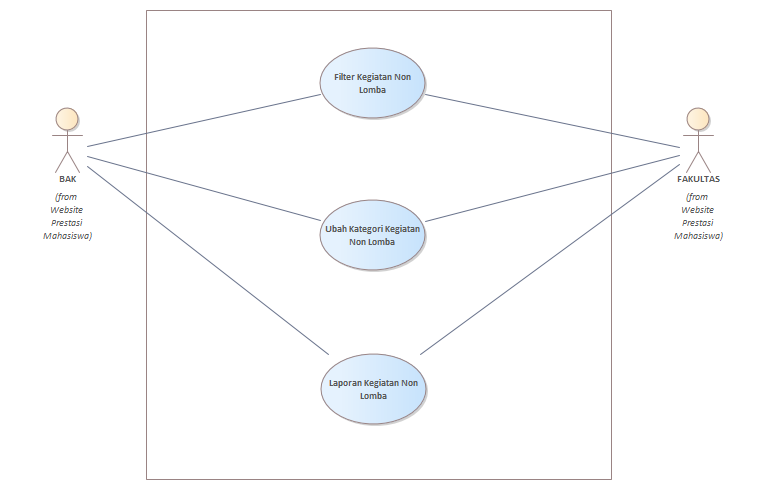 Filter Kegiatan Non
Lomba
BAK
(from
Website
Prestasi
Mahasiswa)
FAKULTAS
(from
Website
Prestasi
Mahasiswa)
Ubah Kategori Kegiatan
Non Lomba
Laporan Kegiatan Non
Lomba